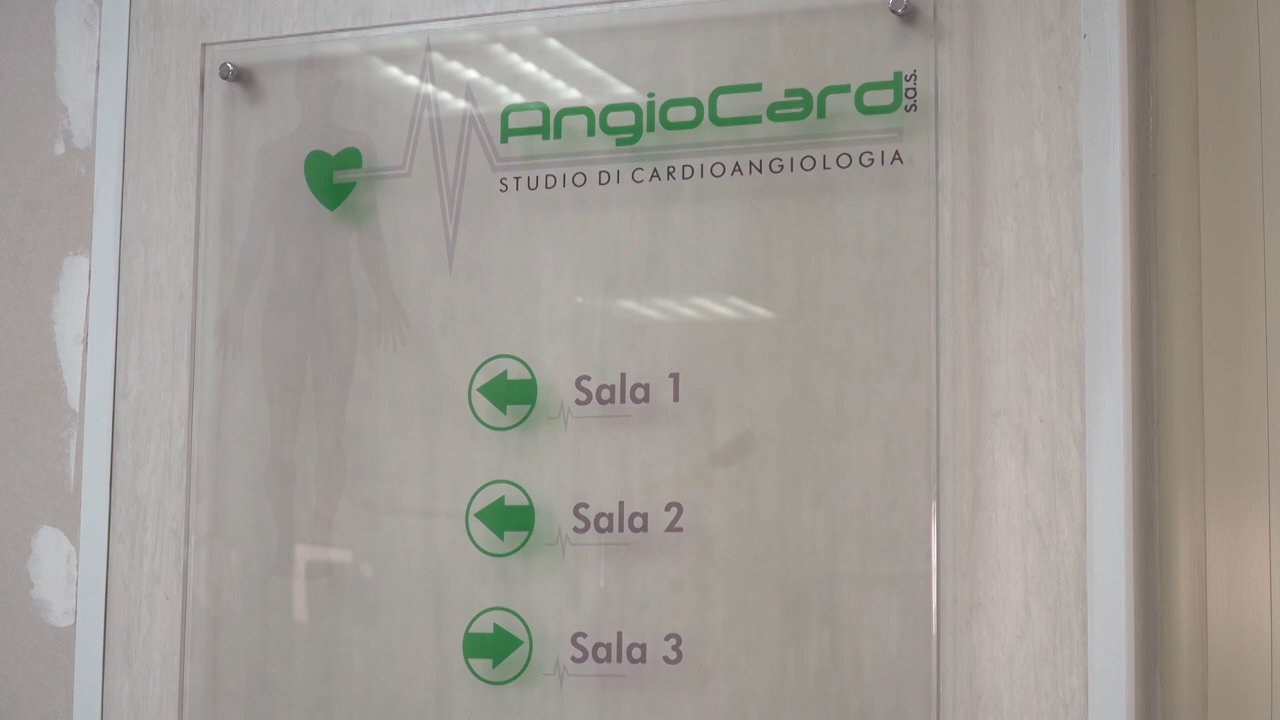 AngioCard s.a.s.
STUDIO DI CARDIOANGIOLOGIA
Sala 1
Sala 2
Sala 3